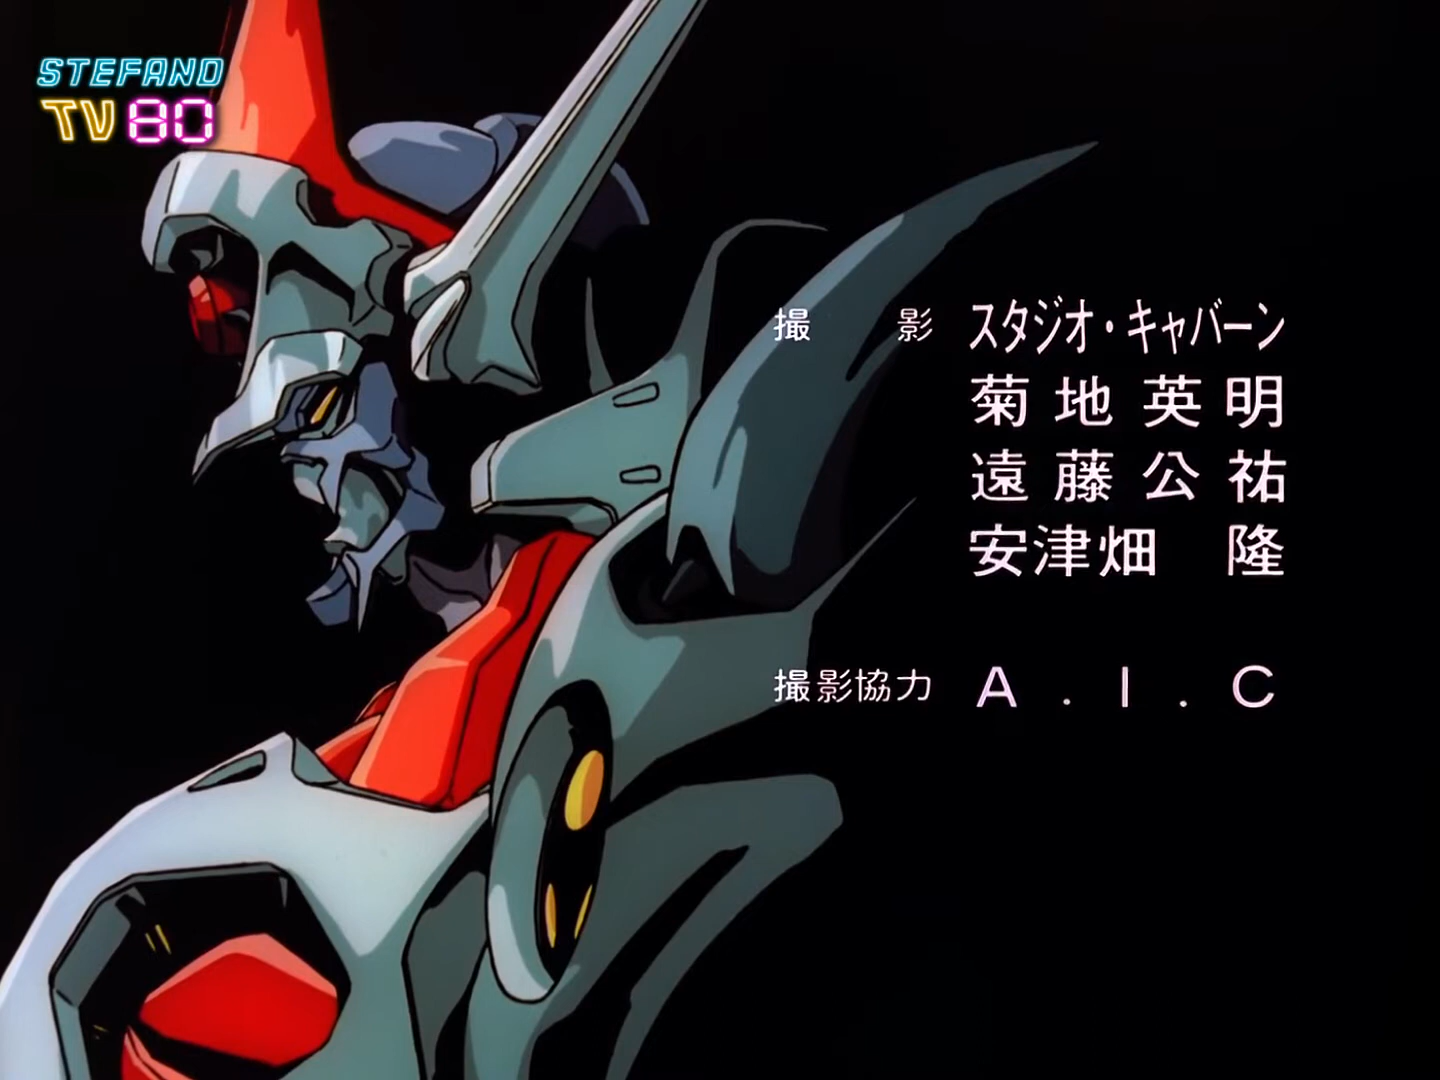 STEFANO
TV 80
撮影 スタジオ・キャバーン
菊地英明
遠藤公祐
安津畑 隆
撮影協力 A.I.C